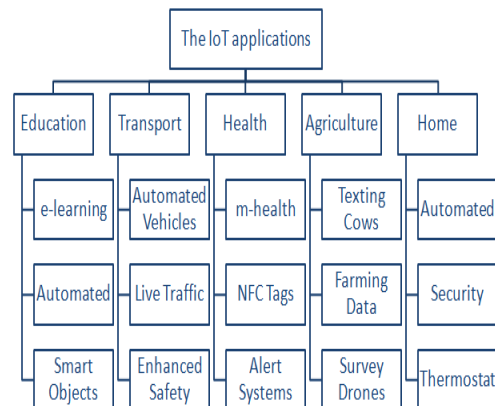 The IoT applications
Education
Transport
Health
Agriculture
Home
e-learning
Automated
Vehicles
m-health
Texting
Cows
Automated
Automated
Live Traffic
NFC Tags
Farming
Data
Security
Smart
Objects
Enhanced
Safety
Alert
Systems
Survey
Drones
Thermostat